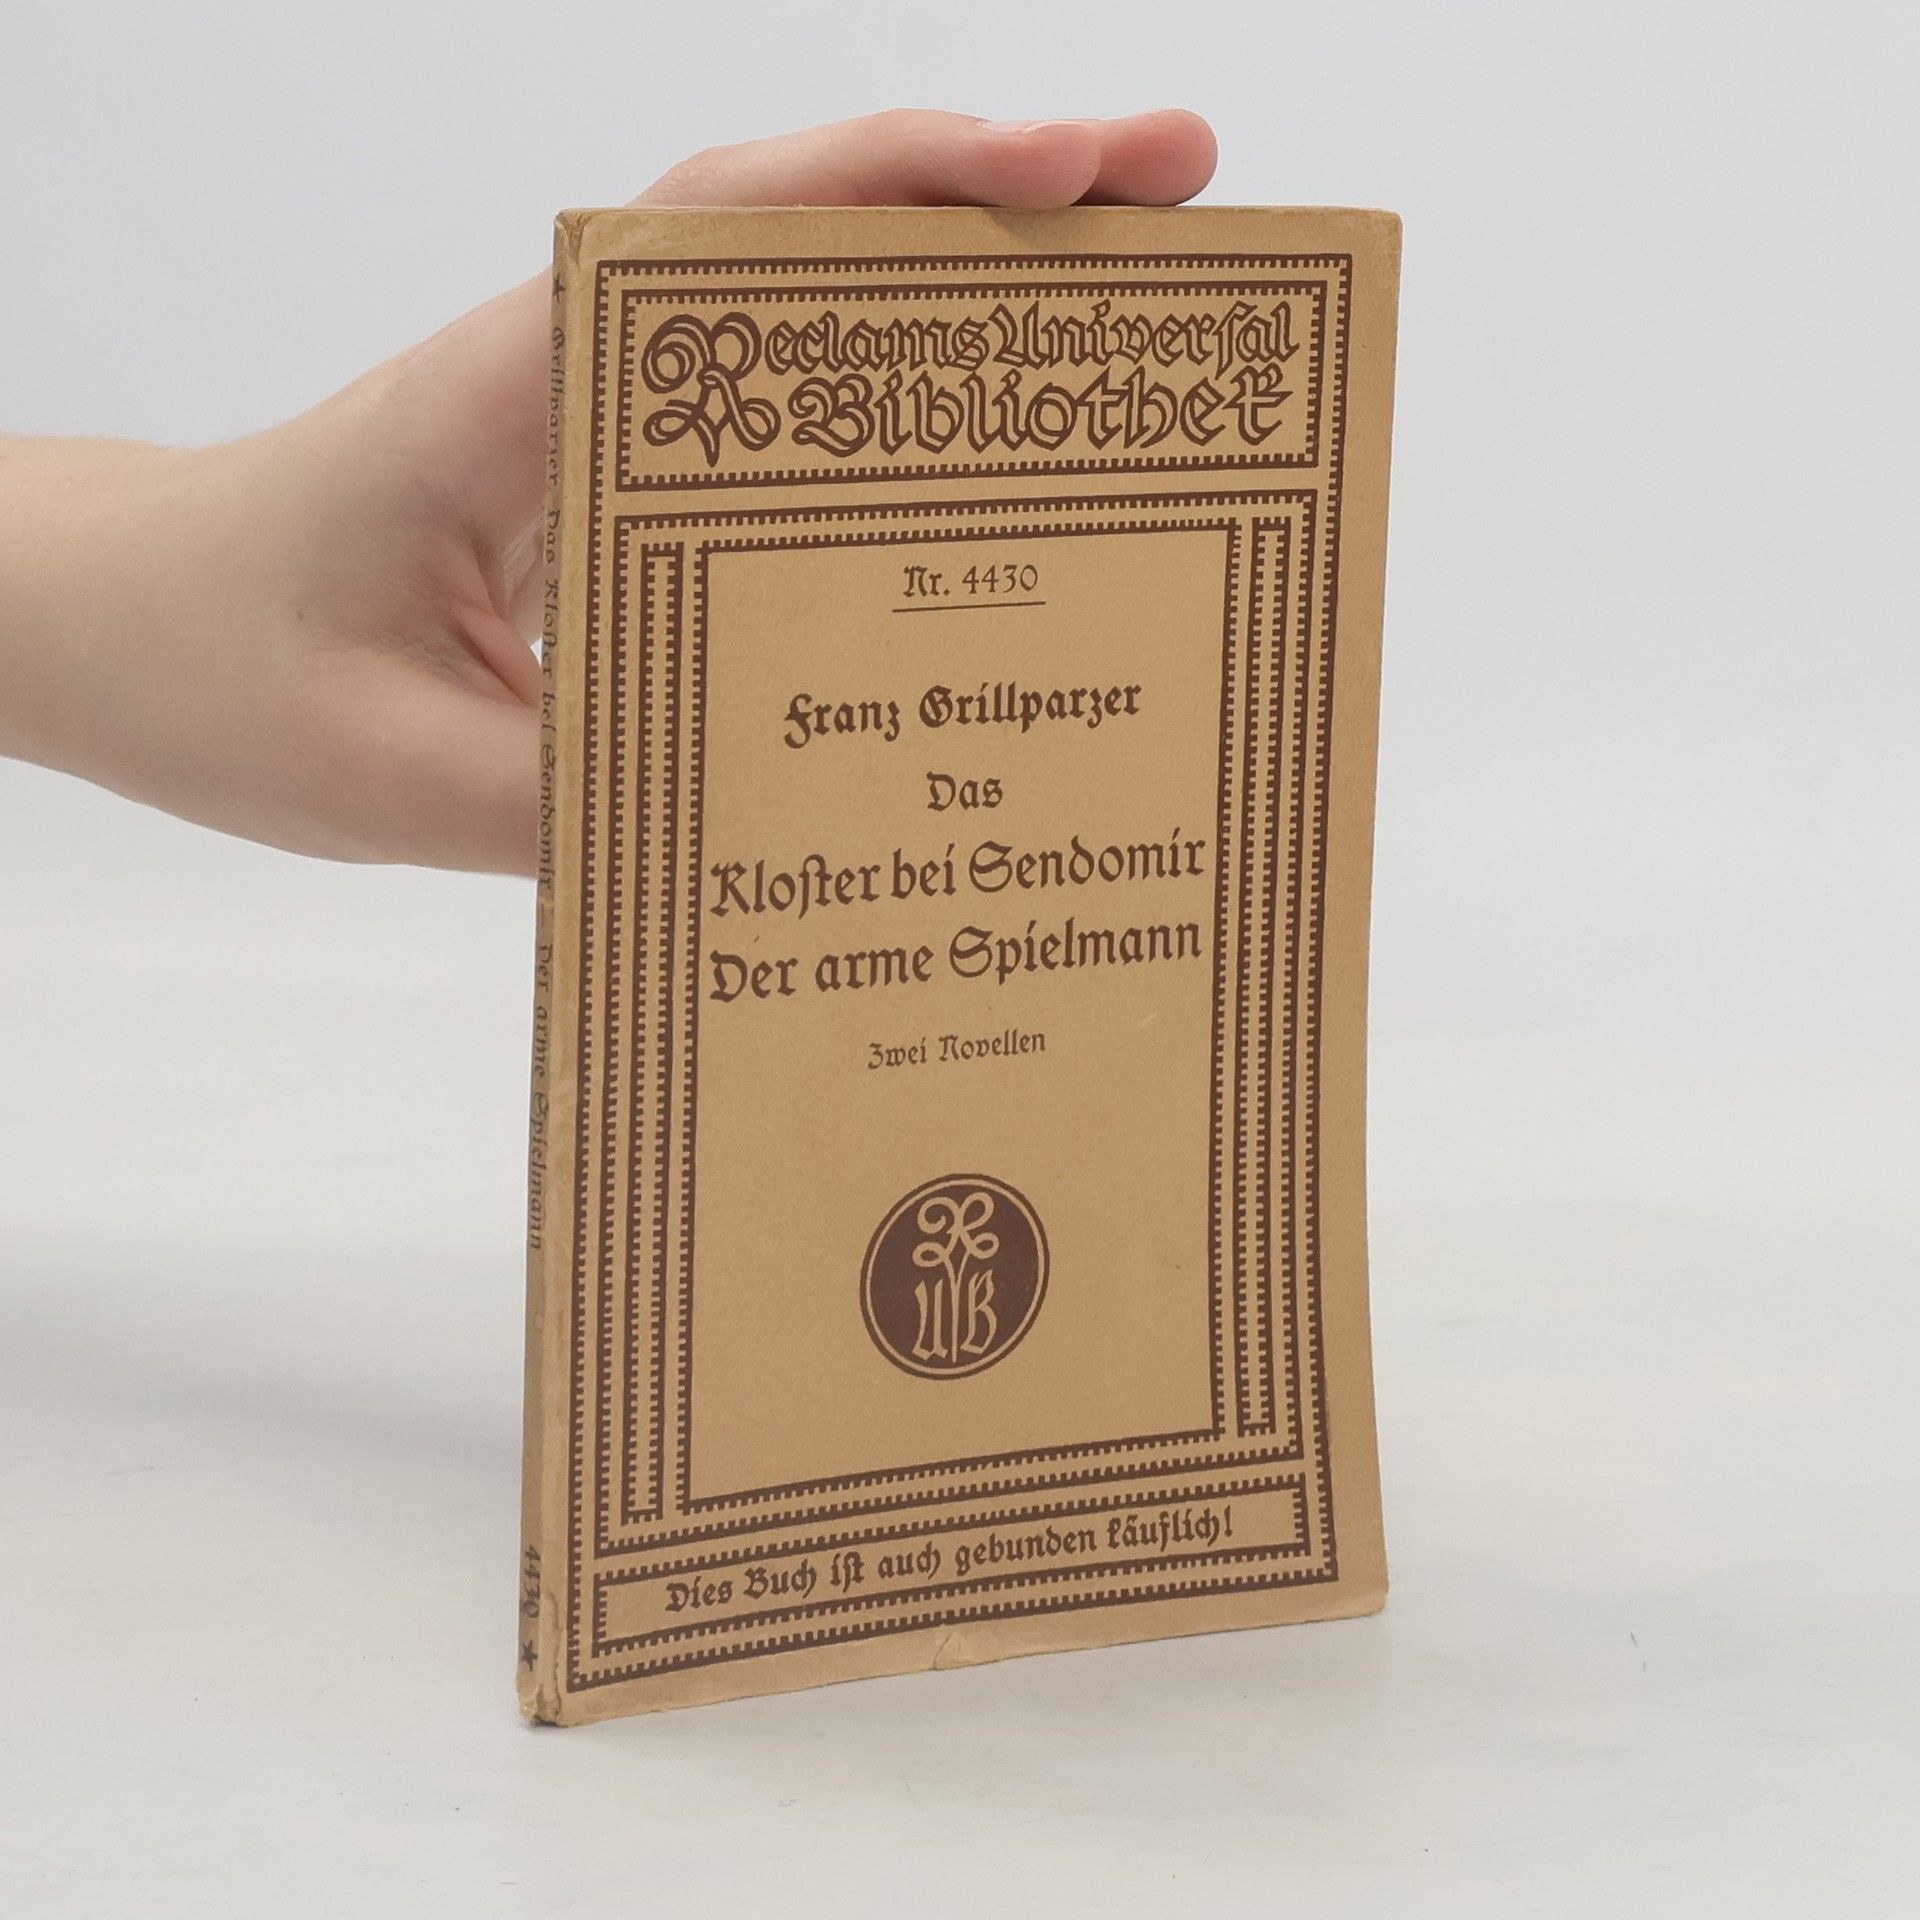 Reclams Universal
Bibliothek
Nr. 4430
Franz Grillparzer
Das
Kloster bei Sendomir
Der arme Spielmann
Zwei Novellen
R
U B
Dies Buch ist auch gebunden käuflich!
★ Grillparzer, Das Kloster bei Sendomir — Der arme Spielmann 4430 ★